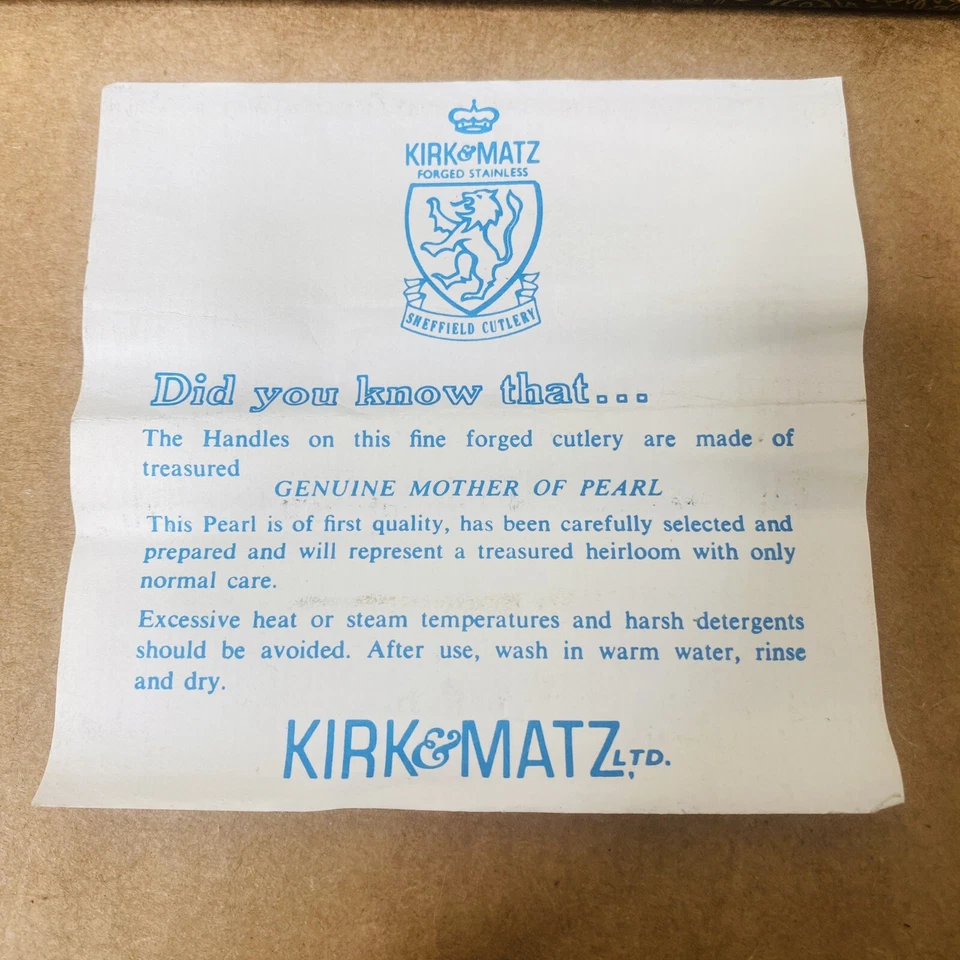 KIRK&MATZ
FORGED STAINLESS
SHEFFIELD CUTLERY
Did you know that...
The Handles on this fine forged cutlery are made of
treasured
GENUINE MOTHER OF PEARL
This Pearl is of first quality, has been carefully selected and
prepared and will represent a treasured heirloom with only
normal care.
Excessive heat or steam temperatures and harsh detergents
should be avoided. After use, wash in warm water, rinse
and dry.
KIRK&MATZ LTD.